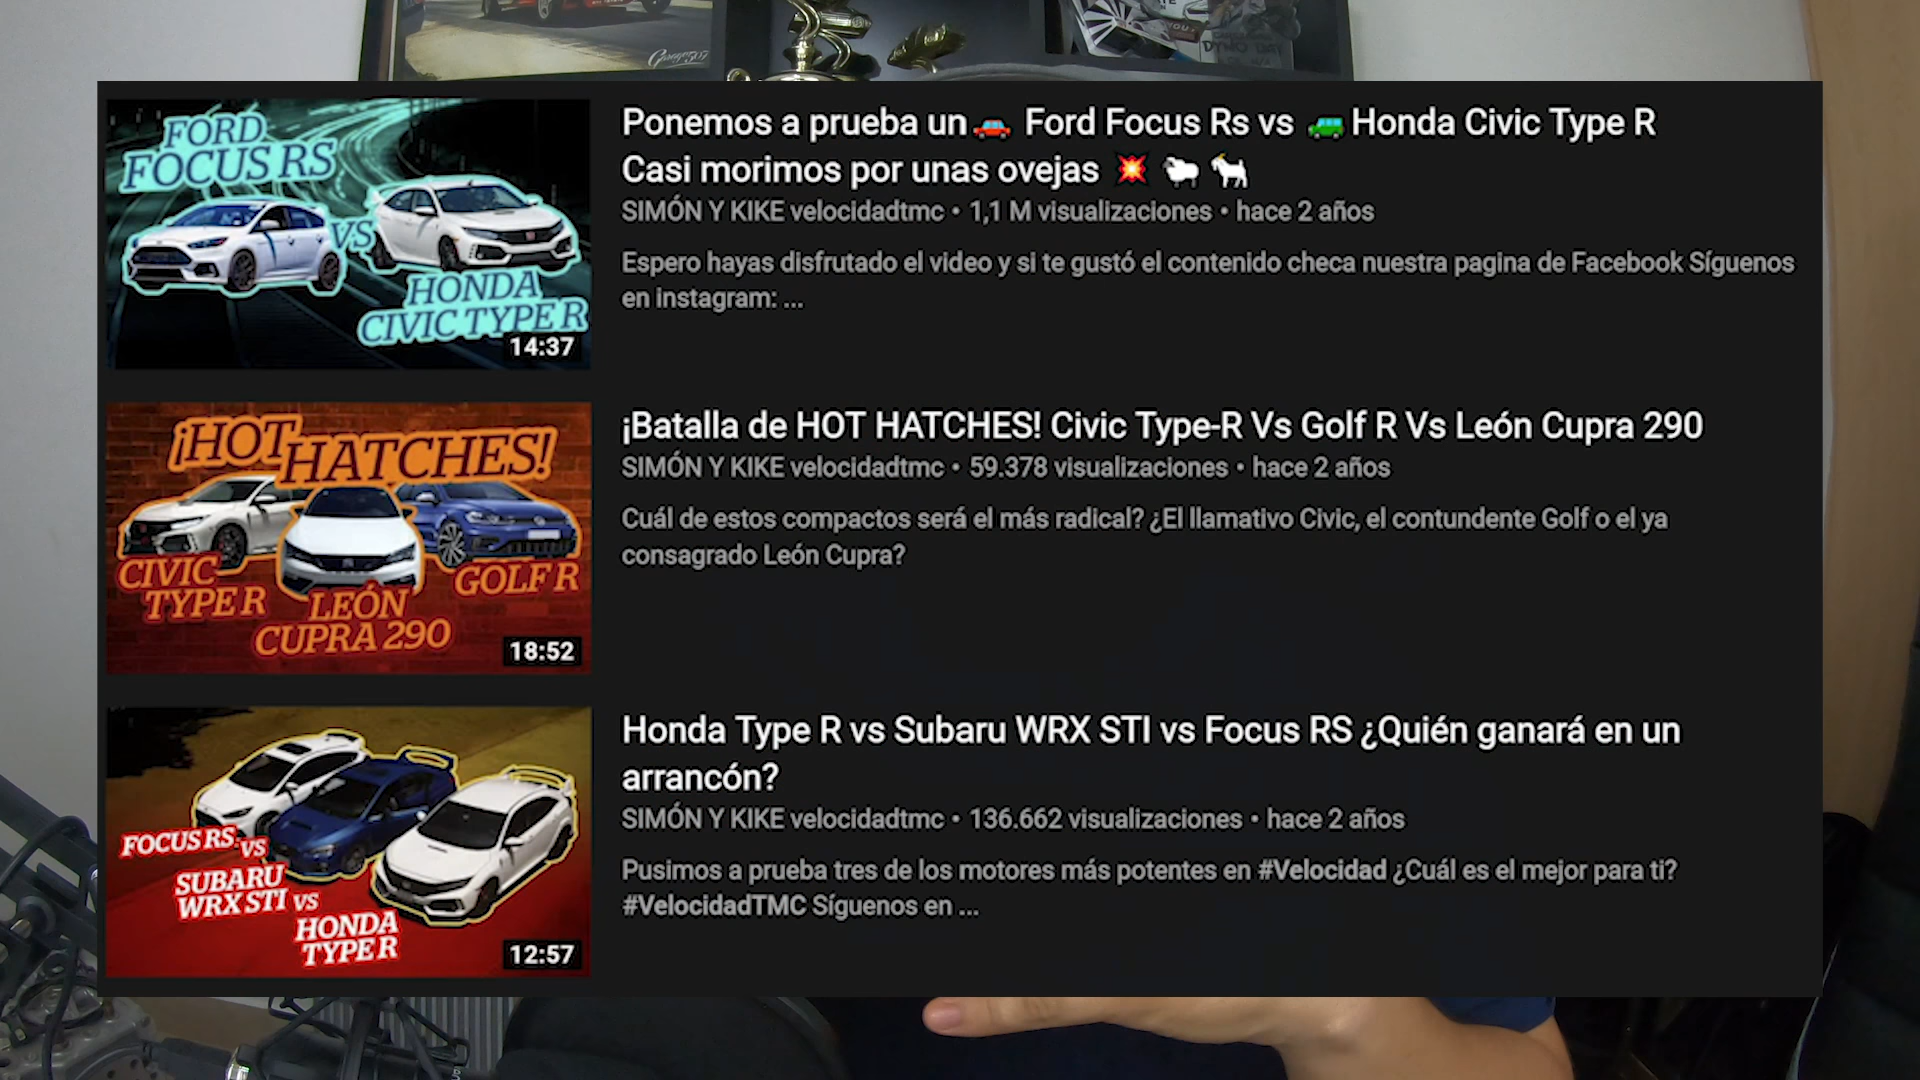 Garage507
YOU
DYNO DAY
FORD
FOCUS RS
VS
HONDA
CIVIC TYPE R
14:37
Ponemos a prueba un🚗 Ford Focus Rs vs 🚙Honda Civic Type R
Casi morimos por unas ovejas 💥 🐑 🐐
SIMÓN Y KIKE velocidadtmc • 1,1 M visualizaciones • hace 2 años
Espero hayas disfrutado el video y si te gustó el contenido checa nuestra pagina de Facebook Síguenos
en instagram: ...
¡HOT HATCHES!
CIVIC
TYPE R
LEÓN
CUPRA 290
GOLF R
18:52
¡Batalla de HOT HATCHES! Civic Type-R Vs Golf R Vs León Cupra 290
SIMÓN Y KIKE velocidadtmc • 59.378 visualizaciones • hace 2 años
Cuál de estos compactos será el más radical? ¿El llamativo Civic, el contundente Golf o el ya
consagrado León Cupra?
FOCUS RS VS
SUBARU
WRX STI VS
HONDA
TYPE R
12:57
Honda Type R vs Subaru WRX STI vs Focus RS ¿Quién ganará en un
arrancón?
SIMÓN Y KIKE velocidadtmc • 136.662 visualizaciones • hace 2 años
Pusimos a prueba tres de los motores más potentes en #Velocidad ¿Cuál es el mejor para ti?
#VelocidadTMC Síguenos en ...